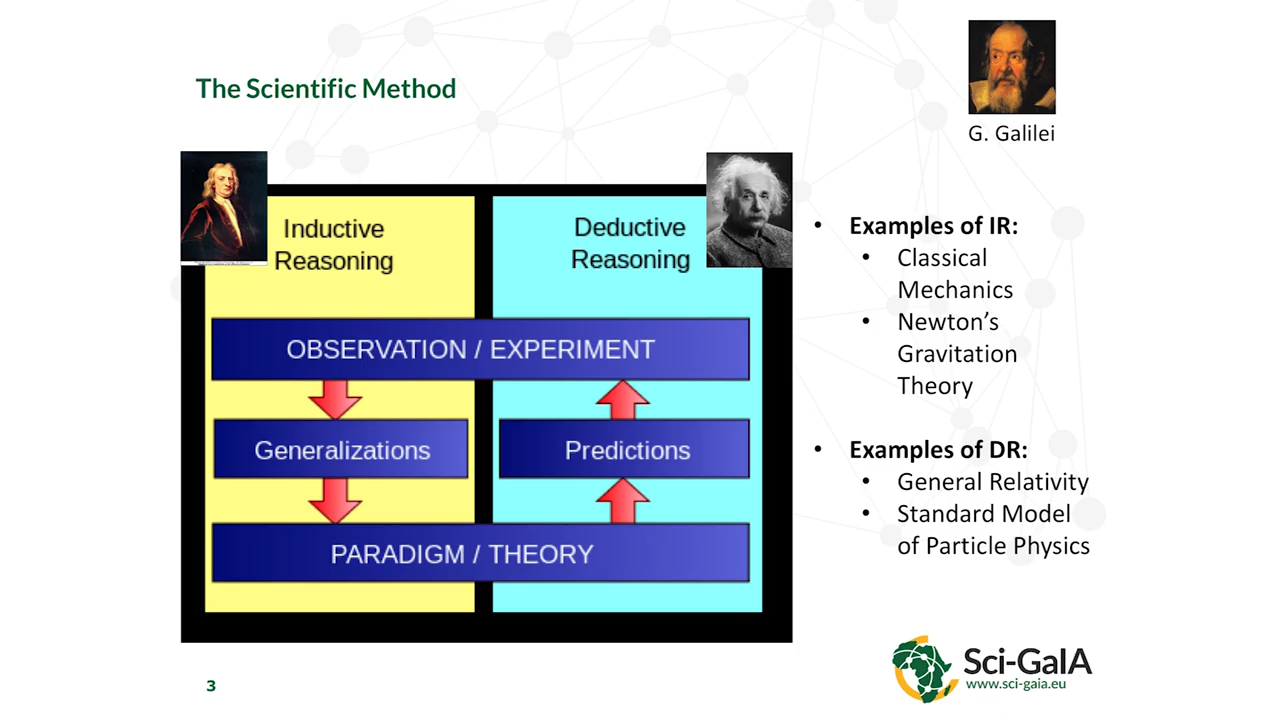 The Scientific Method
G. Galilei
Inductive
Reasoning
Deductive
Reasoning
OBSERVATION / EXPERIMENT
Generalizations
Predictions
PARADIGM / THEORY
• Examples of IR:
• Classical
Mechanics
• Newton’s
Gravitation
Theory
• Examples of DR:
• General Relativity
• Standard Model
of Particle Physics
3
Sci-GaIA
www.sci-gaia.eu